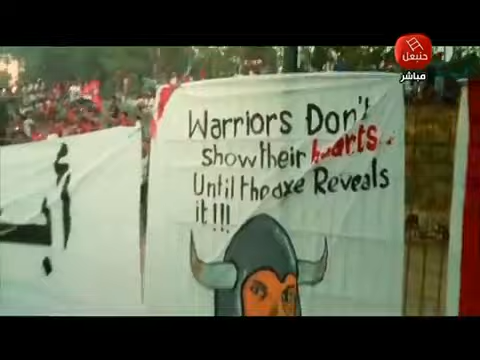 حنبعل
مباشر
Warriors Don't
show their hearts..
Until the axe Reveals
it !!!